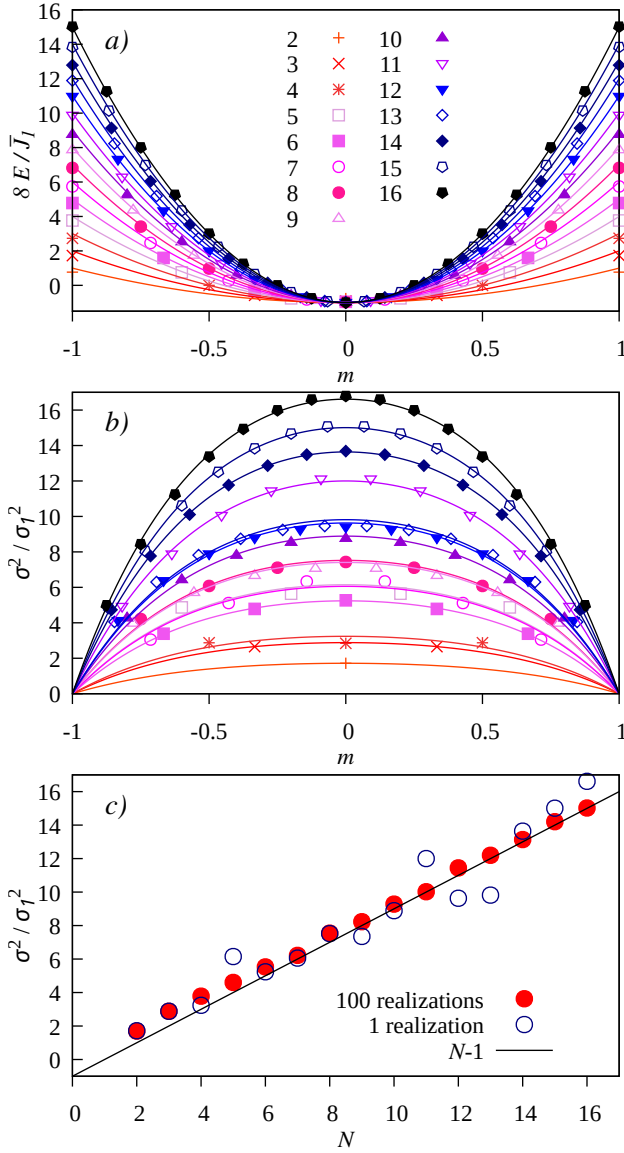 a)
8 E / J̅₁
16
14
12
10
8
6
4
2
0
2
3
4
5
6
7
8
9
10
11
12
13
14
15
16
-1 -0.5 0 0.5 1
m
b)
σ² / σ₁²
16
14
12
10
8
6
4
2
0
-1 -0.5 0 0.5 1
m
c)
σ² / σ₁²
16
14
12
10
8
6
4
2
0
100 realizations
1 realization
N-1
0 2 4 6 8 10 12 14 16
N